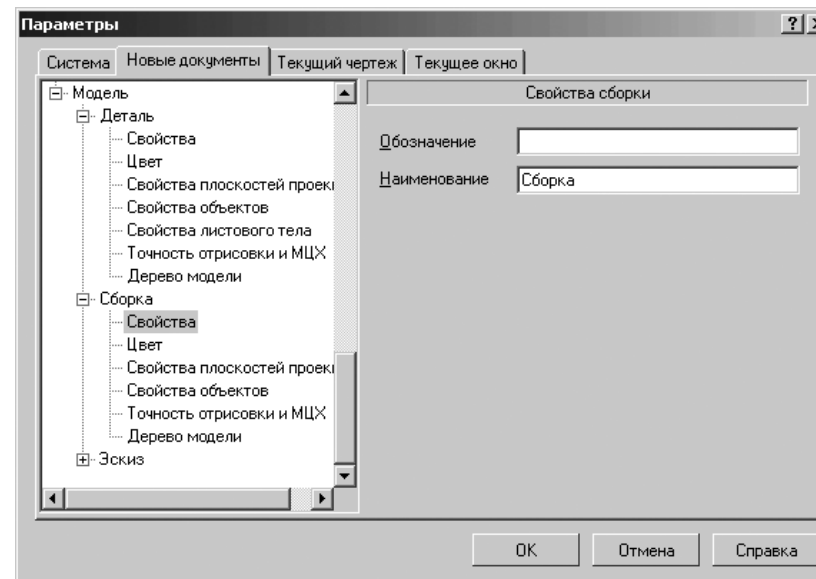 Параметры
Система Новые документы Текущий чертеж Текущее окно
Модель
Деталь
Свойства
Цвет
Свойства плоскостей проек
Свойства объектов
Свойства листового тела
Точность отрисовки и МЦХ
Дерево модели
Сборка
Свойства
Цвет
Свойства плоскостей проек
Свойства объектов
Точность отрисовки и МЦХ
Дерево модели
Эскиз
Свойства сборки
Обозначение
Наименование Сборка
OK Отмена Справка